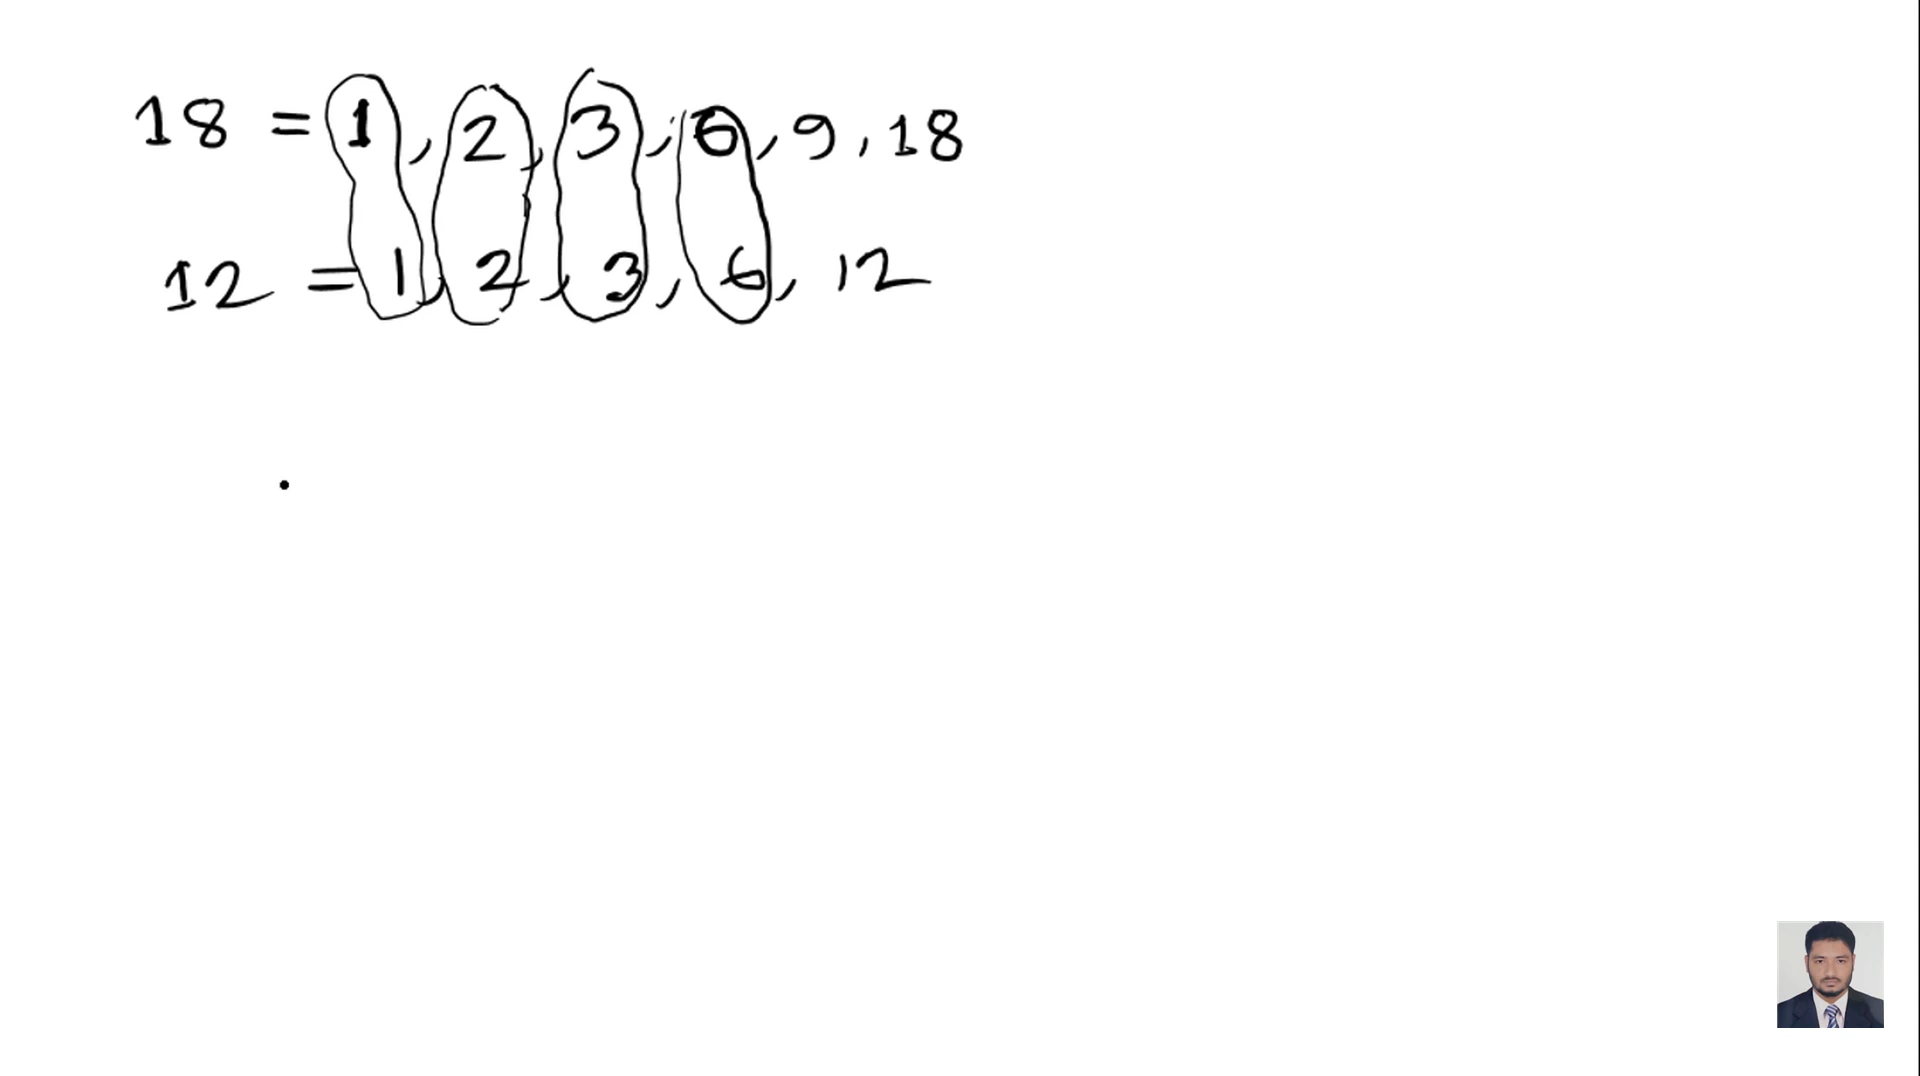 18 = 1, 2, 3, 6, 9, 18
12 = 1, 2, 3, 6, 12